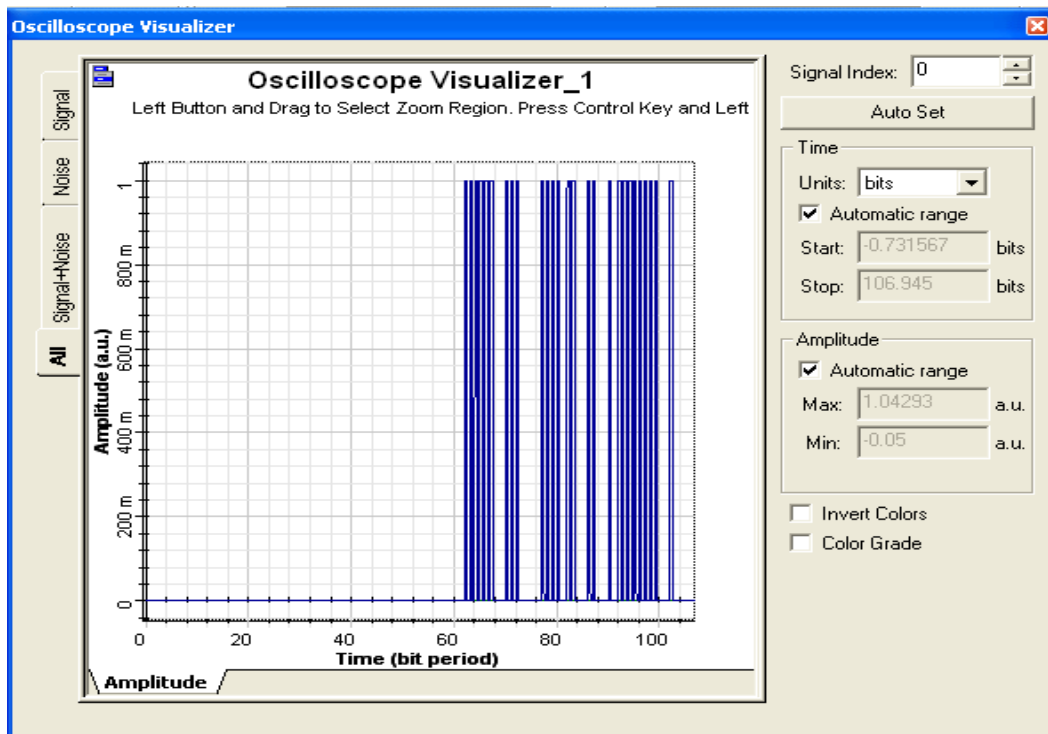 Oscilloscope Visualizer
Signal
Noise
Signal+Noise
All
Oscilloscope Visualizer_1
Left Button and Drag to Select Zoom Region. Press Control Key and Left
Amplitude (a.u.)
1
800 m
600 m
400 m
200 m
0
0 20 40 60 80 100
Time (bit period)
Amplitude
Signal Index: 0
Auto Set
Time
Units: bits
Automatic range
Start: -0.731567 bits
Stop: 106.945 bits
Amplitude
Automatic range
Max: 1.04293 a.u.
Min: -0.05 a.u.
Invert Colors
Color Grade